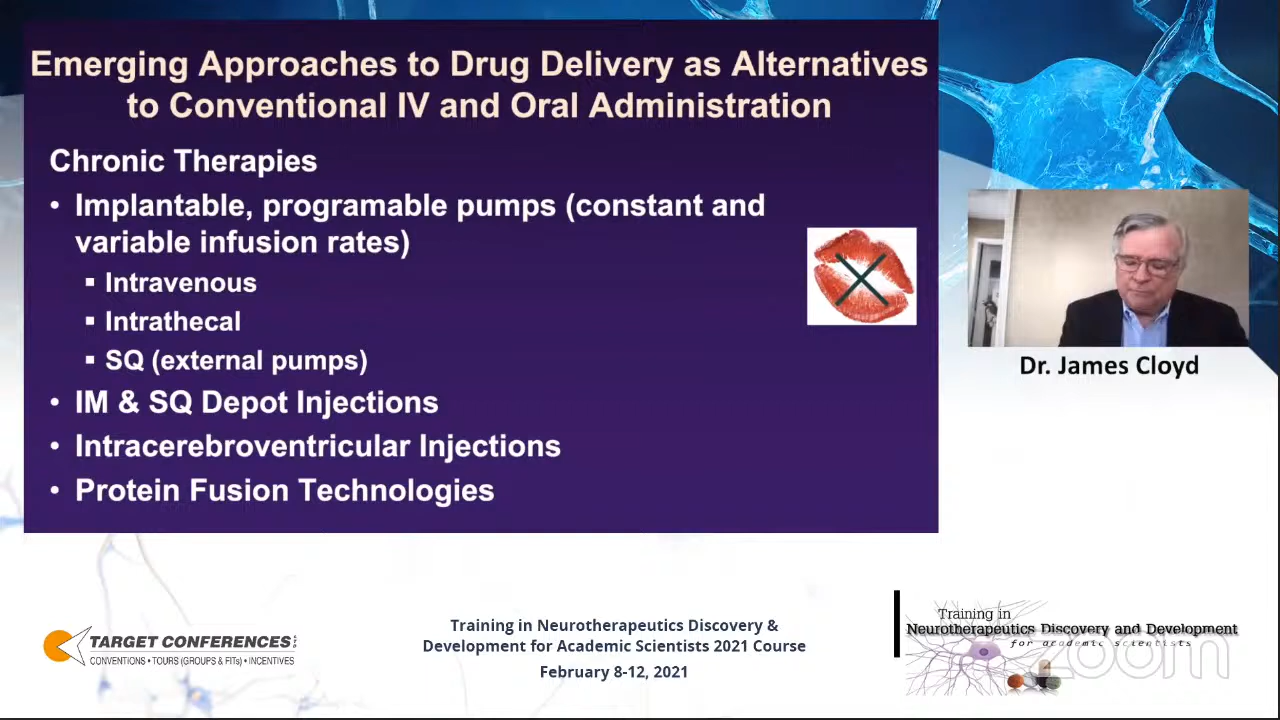 Emerging Approaches to Drug Delivery as Alternatives
to Conventional IV and Oral Administration
Chronic Therapies
• Implantable, programable pumps (constant and
variable infusion rates)
▪ Intravenous
▪ Intrathecal
▪ SQ (external pumps)
• IM & SQ Depot Injections
• Intracerebroventricular Injections
• Protein Fusion Technologies
Dr. James Cloyd
TARGET CONFERENCES
CONVENTIONS • TOURS (GROUPS & FITs) • INCENTIVES
Training in Neurotherapeutics Discovery &
Development for Academic Scientists 2021 Course
February 8-12, 2021
Training in
Neurotherapeutics Discovery and Development
for academic scientists
zoom